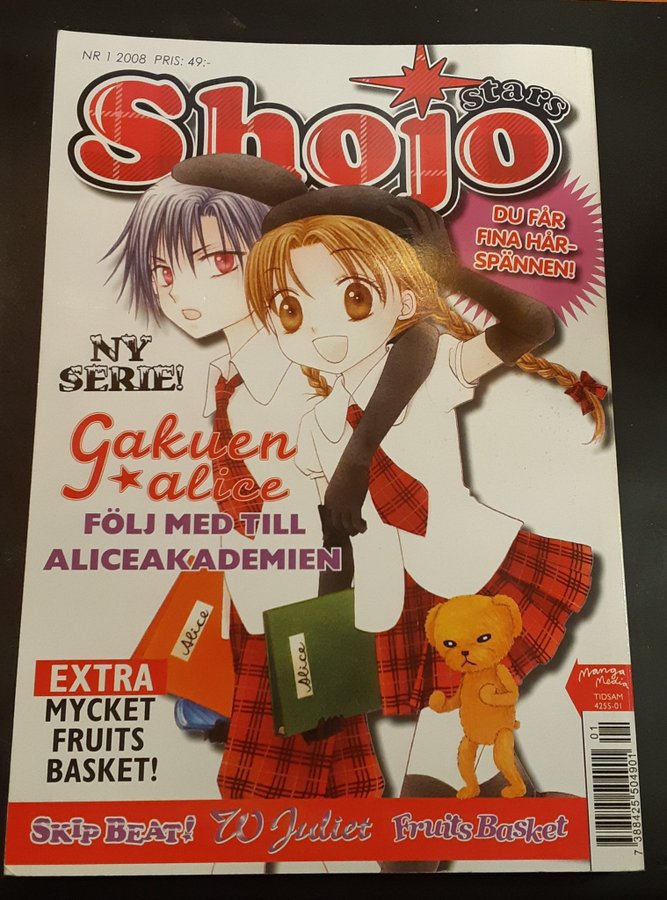 NR 1 2008 PRIS: 49:-
Shojo
stars
DU FÅR
FINA HÅR-
SPÄNNEN!
NY
SERIE!
Gakuen
alice
FÖLJ MED TILL
ALICEAKADEMIEN
Alice
Alice
EXTRA
MYCKET
FRUITS
BASKET!
Manga
Media
TIDSAM
4255-01
01
7 388425 504901
SKIP BEAT! W Juliet Fruits Basket